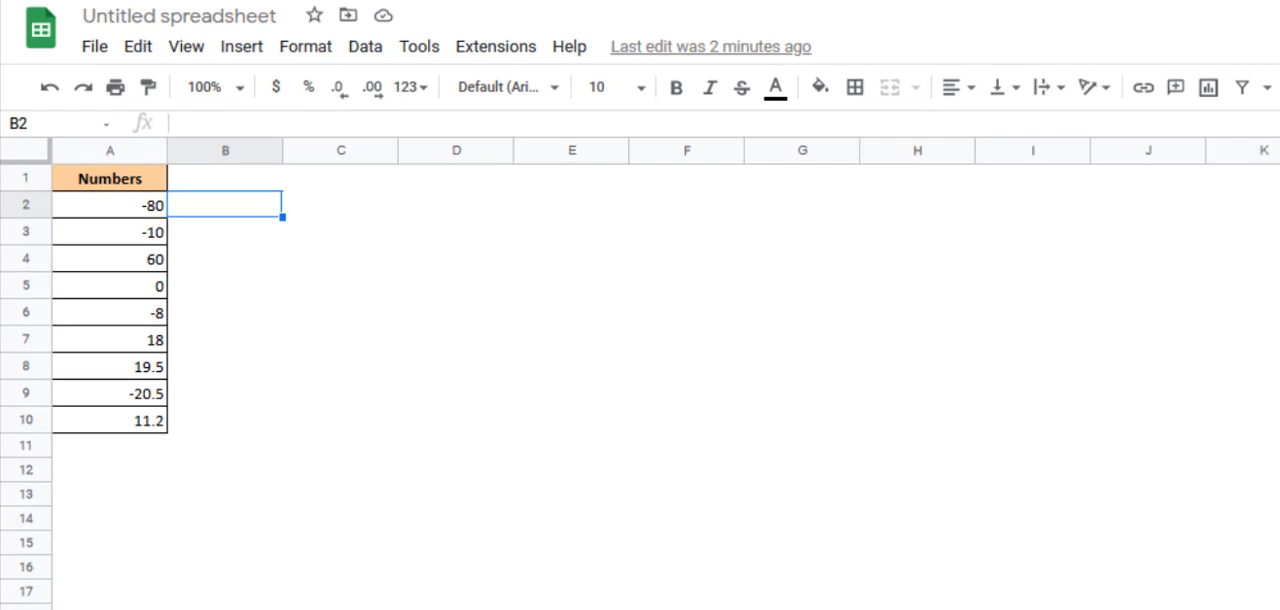 Untitled spreadsheet
File Edit View Insert Format Data Tools Extensions Help Last edit was 2 minutes ago
100% $ % .0 .00 123 Default (Ari... 10 B I S A
B2 fx
A B C D E F G H I J K
1 Numbers
2 -80
3 -10
4 60
5 0
6 -8
7 18
8 19.5
9 -20.5
10 11.2
11
12
13
14
15
16
17